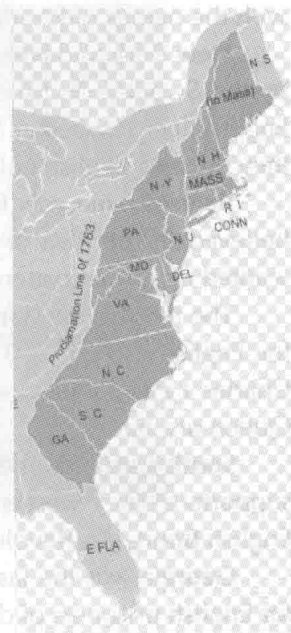 N S
(to Mass)
N H
N Y
MASS
R I
CONN
PA
N J
MD
DEL
VA
Proclamation Line Of 1763
N C
S C
GA
E FLA